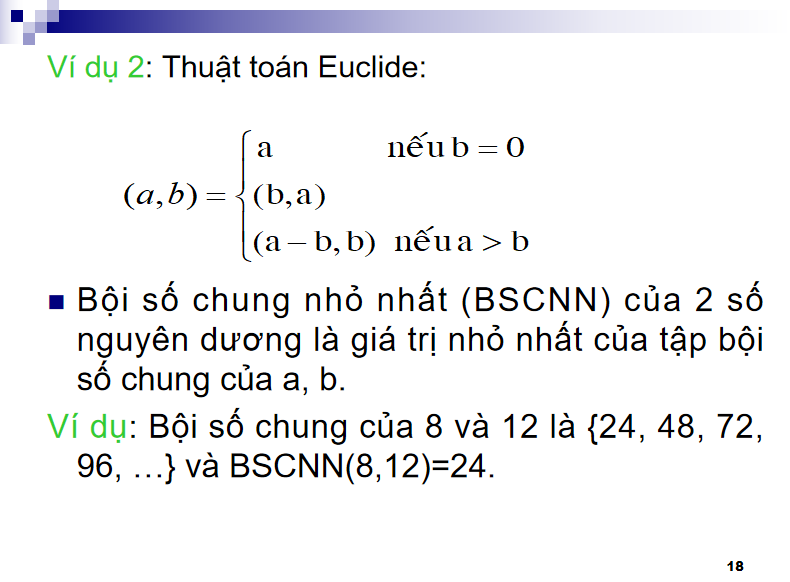 Ví dụ 2: Thuật toán Euclide:
a nếu b = 0
(a,b) = { (b,a)
(a – b, b) nếu a > b
Bội số chung nhỏ nhất (BSCNN) của 2 số
nguyên dương là giá trị nhỏ nhất của tập bội
số chung của a, b.
Ví dụ: Bội số chung của 8 và 12 là {24, 48, 72,
96, …} và BSCNN(8,12)=24.
18